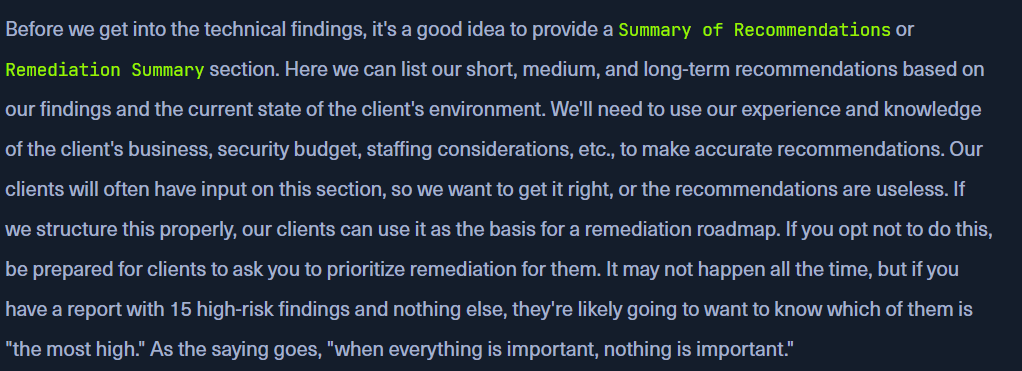 Before we get into the technical findings, it's a good idea to provide a Summary of Recommendations or
Remediation Summary section. Here we can list our short, medium, and long-term recommendations based on
our findings and the current state of the client's environment. We'll need to use our experience and knowledge
of the client's business, security budget, staffing considerations, etc., to make accurate recommendations. Our
clients will often have input on this section, so we want to get it right, or the recommendations are useless. If
we structure this properly, our clients can use it as the basis for a remediation roadmap. If you opt not to do this,
be prepared for clients to ask you to prioritize remediation for them. It may not happen all the time, but if you
have a report with 15 high-risk findings and nothing else, they're likely going to want to know which of them is
"the most high." As the saying goes, "when everything is important, nothing is important."